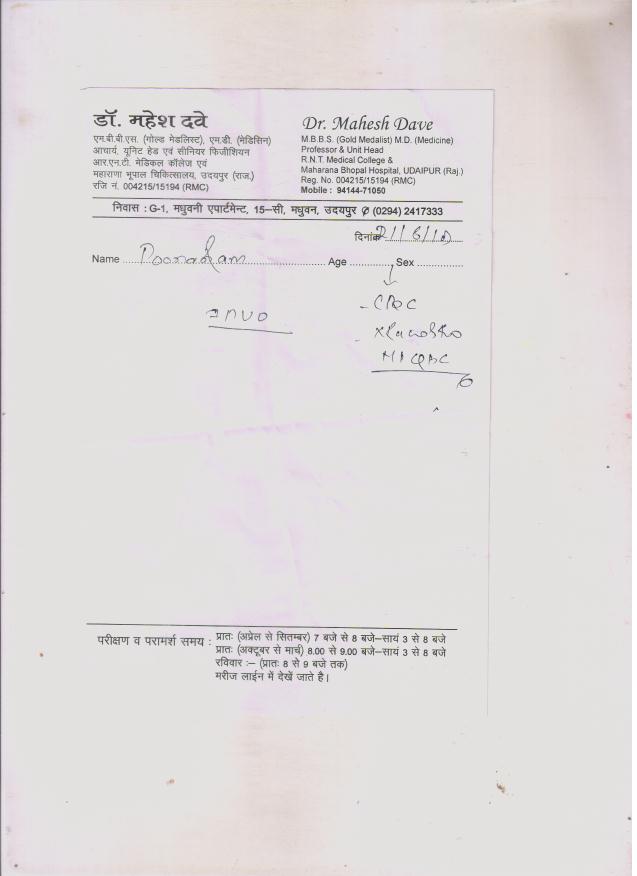 डॉ. महेश दवे
एम.बी.बी.एस. (गोल्ड मेडलिस्ट), एम.डी. (मेडिसिन)
आचार्य, यूनिट हेड एवं सीनियर फिजीशियन
आर.एन.टी. मेडिकल कॉलेज एवं
महाराणा भूपाल चिकित्सालय, उदयपुर (राज.)
रजि नं. 004215/15194 (RMC)
Dr. Mahesh Dave
M.B.B.S. (Gold Medalist) M.D. (Medicine)
Professor & Unit Head
R.N.T. Medical College &
Maharana Bhopal Hospital, UDAIPUR (Raj.)
Reg. No. 004215/15194 (RMC)
Mobile : 94144-71050
निवास : G-1, मधुवनी एपार्टमेन्ट, 15–सी, मधुवन, उदयपुर ✆ (0294) 2417333
दिनांक
Name Age Sex
CBC
परीक्षण व परामर्श समय : प्रातः (अप्रेल से सितम्बर) 7 बजे से 8 बजे–सायं 3 से 8 बजे
प्रातः (अक्टूबर से मार्च) 8.00 से 9.00 बजे–सायं 3 से 8 बजे
रविवार :– (प्रातः 8 से 9 बजे तक)
मरीज लाईन में देखें जाते है।